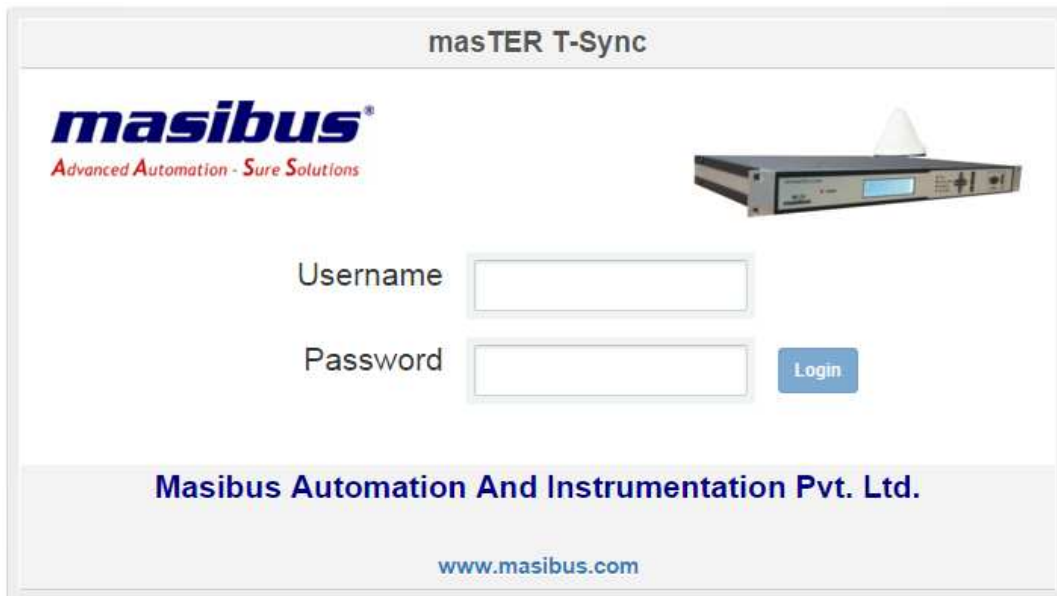 masTER T-Sync
masibus®
Advanced Automation - Sure Solutions
Username
Password
Login
Masibus Automation And Instrumentation Pvt. Ltd.
www.masibus.com